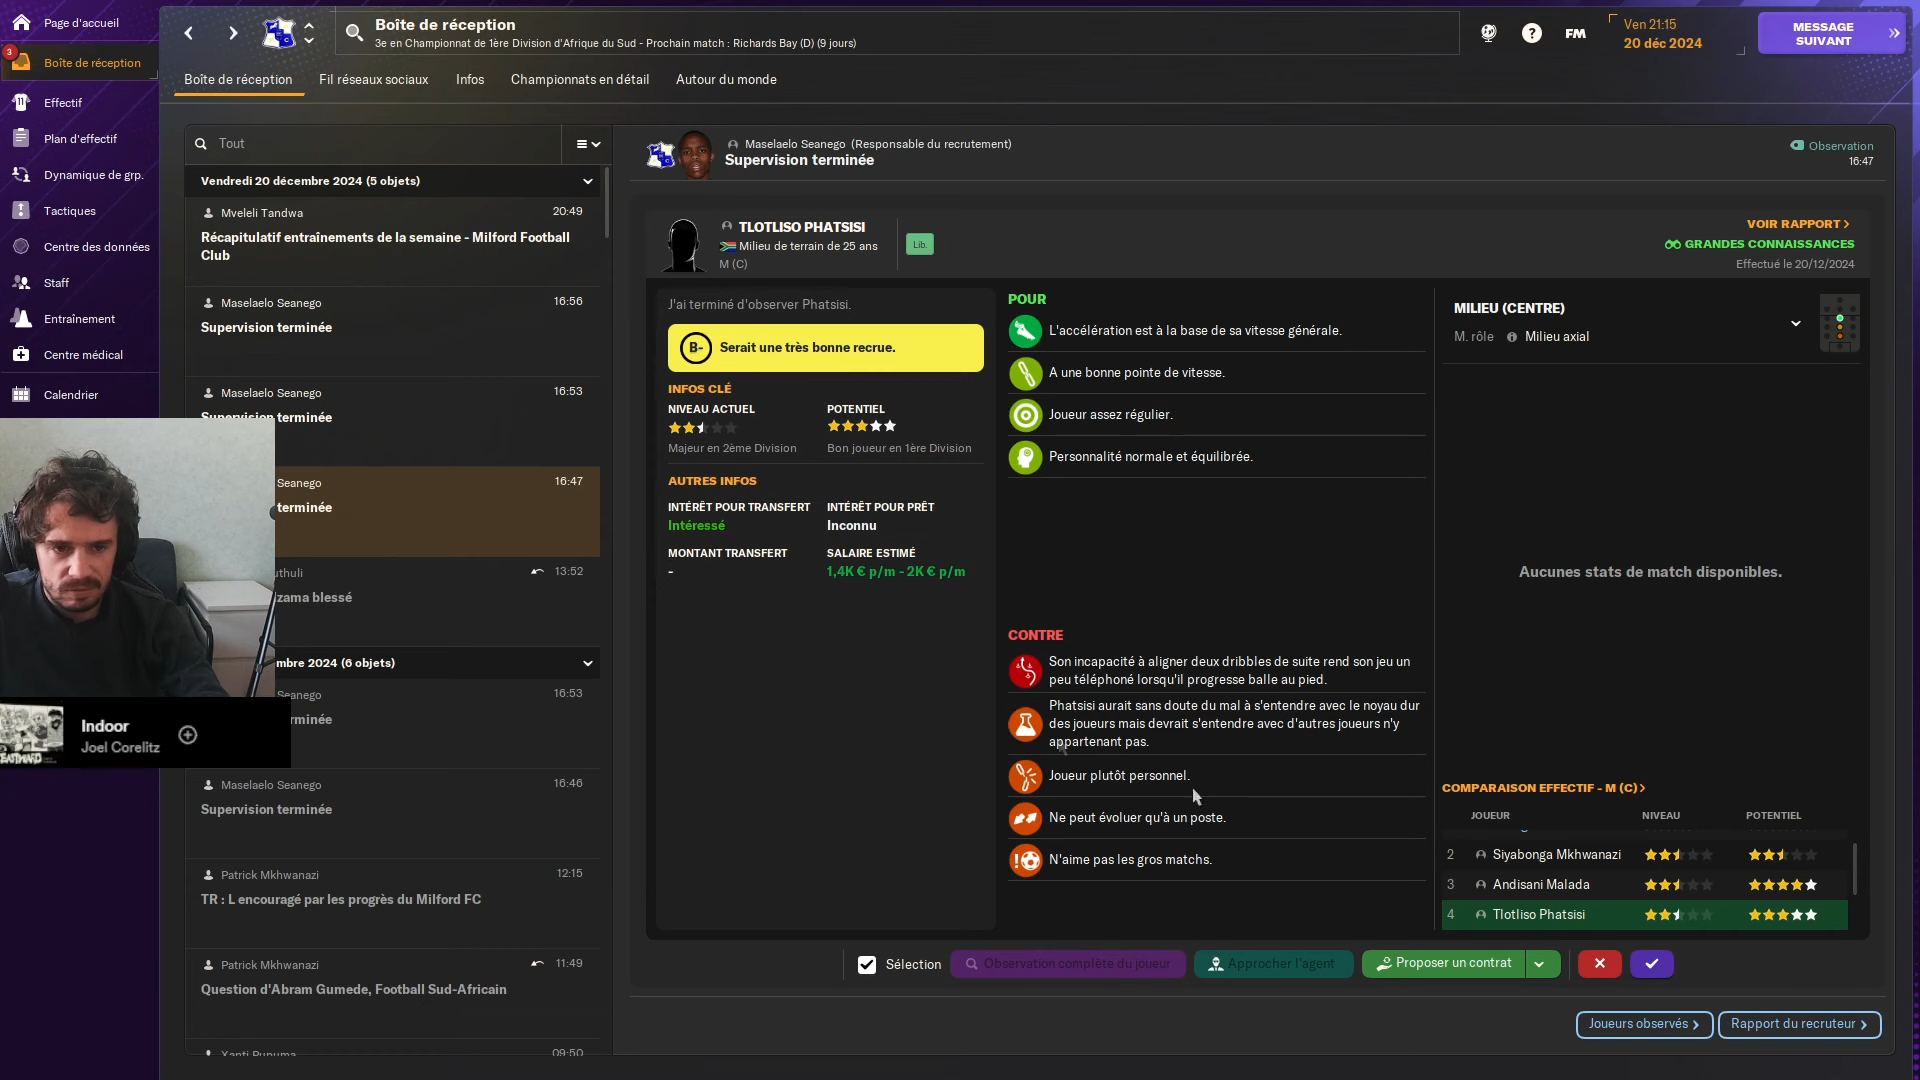 Page d'accueil
3
Boîte de réception
Effectif
Plan d'effectif
Dynamique de grp.
Tactiques
Centre des données
Staff
Entraînement
Centre médical
Calendrier
Boîte de réception
3e en Championnat de 1ère Division d'Afrique du Sud - Prochain match : Richards Bay (D) (9 jours)
?
FM
Ven 21:15
20 déc 2024
MESSAGE
SUIVANT
Boîte de réception
Fil réseaux sociaux
Infos
Championnats en détail
Autour du monde
Tout
Vendredi 20 décembre 2024 (5 objets)
Mveleli Tandwa
20:49
Récapitulatif entraînements de la semaine - Milford Football
Club
Maselaelo Seanego
16:56
Supervision terminée
Maselaelo Seanego
16:53
Supervision terminée
Seanego
16:47
terminée
uthuli
13:52
zama blessé
mbre 2024 (6 objets)
Seanego
16:53
rminée
Maselaelo Seanego
16:46
Supervision terminée
Patrick Mkhwanazi
12:15
TR : L encouragé par les progrès du Milford FC
Patrick Mkhwanazi
11:49
Question d'Abram Gumede, Football Sud-Africain
Xanti Pupuma
09:50
Indoor
Joel Corelitz
EASTWARD
Maselaelo Seanego (Responsable du recrutement)
Supervision terminée
Observation
16:47
TLOTLISO PHATSISI
Milieu de terrain de 25 ans
M (C)
Lib.
VOIR RAPPORT >
GRANDES CONNAISSANCES
Effectué le 20/12/2024
J'ai terminé d'observer Phatsisi.
B- Serait une très bonne recrue.
INFOS CLÉ
NIVEAU ACTUEL
POTENTIEL
Majeur en 2ème Division
Bon joueur en 1ère Division
AUTRES INFOS
INTÉRÊT POUR TRANSFERT
INTÉRÊT POUR PRÊT
Intéressé
Inconnu
MONTANT TRANSFERT
SALAIRE ESTIMÉ
-
1,4K € p/m - 2K € p/m
POUR
L'accélération est à la base de sa vitesse générale.
A une bonne pointe de vitesse.
Joueur assez régulier.
Personnalité normale et équilibrée.
CONTRE
Son incapacité à aligner deux dribbles de suite rend son jeu un
peu téléphoné lorsqu'il progresse balle au pied.
Phatsisi aurait sans doute du mal à s'entendre avec le noyau dur
des joueurs mais devrait s'entendre avec d'autres joueurs n'y
appartenant pas.
Joueur plutôt personnel.
Ne peut évoluer qu'à un poste.
N'aime pas les gros matchs.
MILIEU (CENTRE)
M. rôle
Milieu axial
Aucunes stats de match disponibles.
COMPARAISON EFFECTIF - M (C) >
JOUEUR
NIVEAU
POTENTIEL
2 Siyabonga Mkhwanazi
3 Andisani Malada
4 Tlotliso Phatsisi
Sélection
Observation complète du joueur
Approcher l'agent
Proposer un contrat
Joueurs observés >
Rapport du recruteur >